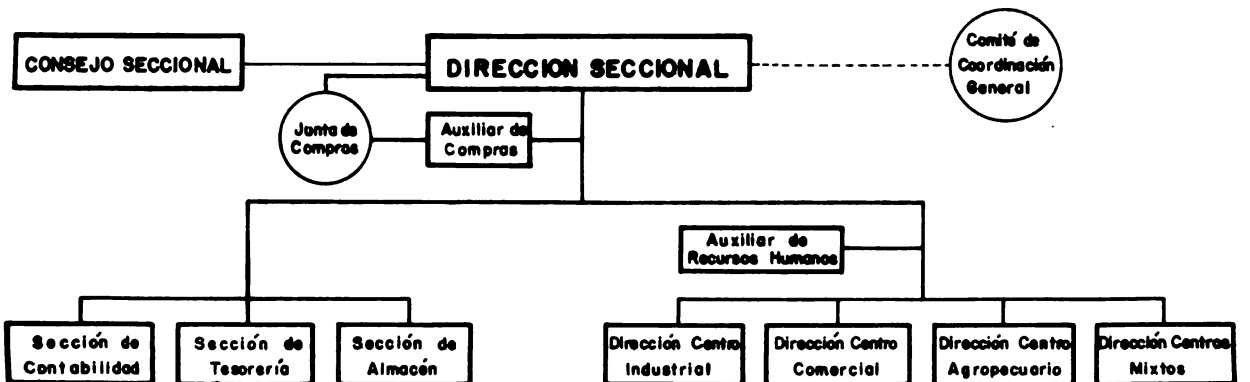 CONSEJO SECCIONAL
DIRECCION SECCIONAL
Comité de
Coordinación
General
Junta de
Compras
Auxiliar de
Compras
Auxiliar de
Recursos Humanos
Sección de
Contabilidad
Sección de
Tesorería
Sección de
Almacén
Dirección Centro
Industrial
Dirección Centro
Comercial
Dirección Centro
Agropecuario
Dirección Centros
Mixtos